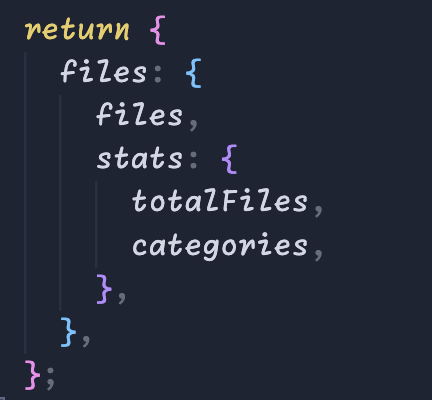 return {
  files: {
    files,
    stats: {
      totalFiles,
      categories,
    },
  },
};